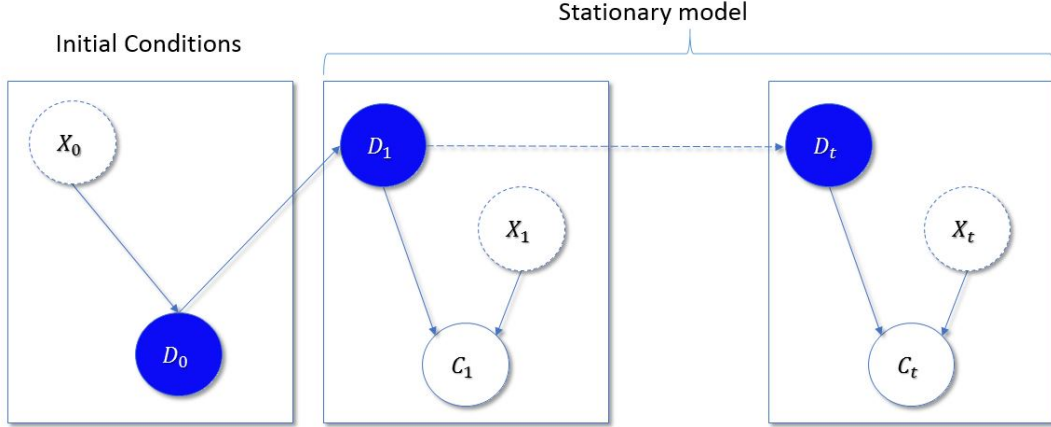 Stationary model
Initial Conditions
X₀
D₀
D₁
X₁
C₁
Dₜ
Xₜ
Cₜ